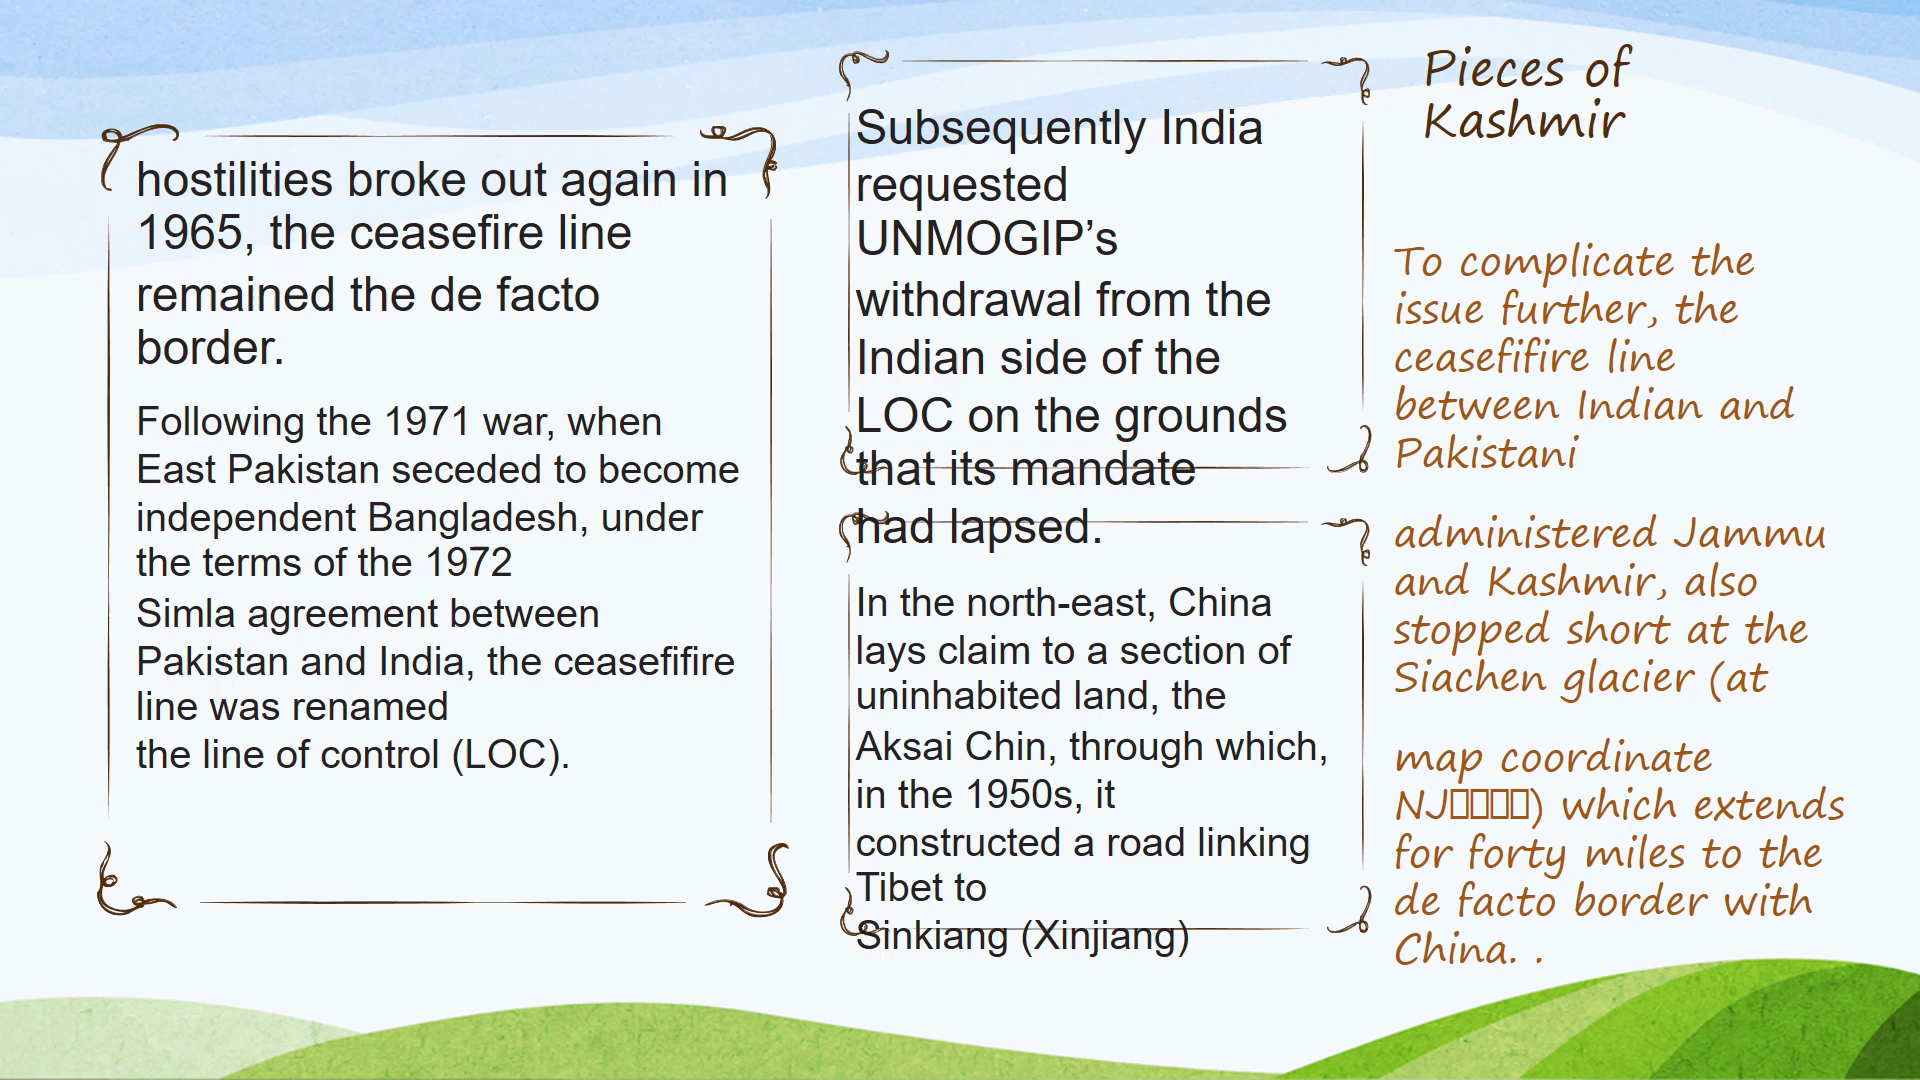 hostilities broke out again in
1965, the ceasefire line
remained the de facto
border.
Following the 1971 war, when
East Pakistan seceded to become
independent Bangladesh, under
the terms of the 1972
Simla agreement between
Pakistan and India, the ceasefifire
line was renamed
the line of control (LOC).
Subsequently India
requested
UNMOGIP’s
withdrawal from the
Indian side of the
LOC on the grounds
that its mandate
had lapsed.
In the north-east, China
lays claim to a section of
uninhabited land, the
Aksai Chin, through which,
in the 1950s, it
constructed a road linking
Tibet to
Sinkiang (Xinjiang)
Pieces of
Kashmir
To complicate the
issue further, the
ceasefifire line
between Indian and
Pakistani
administered Jammu
and Kashmir, also
stopped short at the
Siachen glacier (at
map coordinate
NJ□□□□) which extends
for forty miles to the
de facto border with
China. .